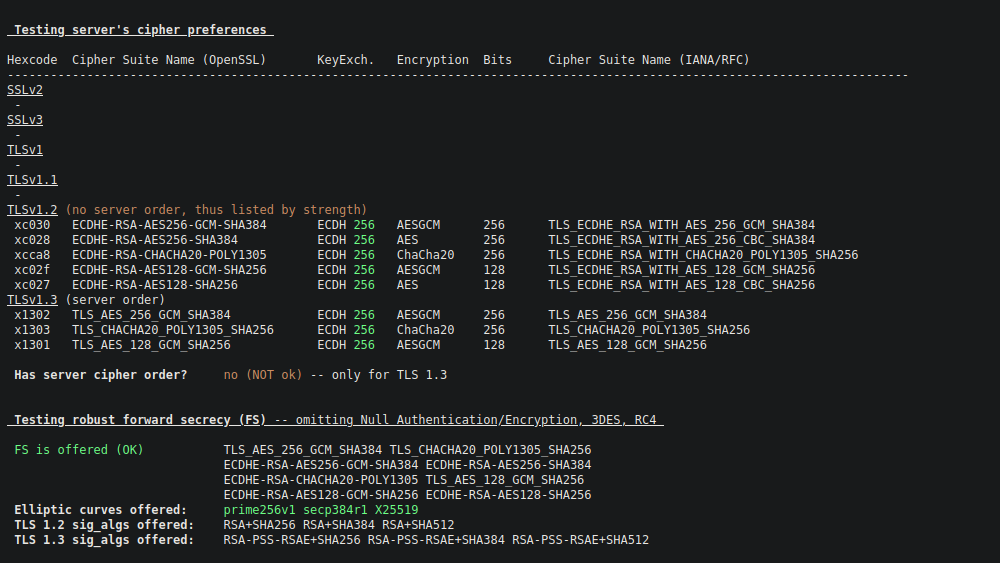 Testing server's cipher preferences
Hexcode  Cipher Suite Name (OpenSSL)       KeyExch.   Encryption  Bits     Cipher Suite Name (IANA/RFC)
-----------------------------------------------------------------------------------------------------------------------------
SSLv2
 -
SSLv3
 -
TLSv1
 -
TLSv1.1
 -
TLSv1.2 (no server order, thus listed by strength)
 xc030   ECDHE-RSA-AES256-GCM-SHA384       ECDH 256   AESGCM      256      TLS_ECDHE_RSA_WITH_AES_256_GCM_SHA384
 xc028   ECDHE-RSA-AES256-SHA384           ECDH 256   AES         256      TLS_ECDHE_RSA_WITH_AES_256_CBC_SHA384
 xcca8   ECDHE-RSA-CHACHA20-POLY1305       ECDH 256   ChaCha20    256      TLS_ECDHE_RSA_WITH_CHACHA20_POLY1305_SHA256
 xc02f   ECDHE-RSA-AES128-GCM-SHA256       ECDH 256   AESGCM      128      TLS_ECDHE_RSA_WITH_AES_128_GCM_SHA256
 xc027   ECDHE-RSA-AES128-SHA256           ECDH 256   AES         128      TLS_ECDHE_RSA_WITH_AES_128_CBC_SHA256
TLSv1.3 (server order)
 x1302   TLS_AES_256_GCM_SHA384            ECDH 256   AESGCM      256      TLS_AES_256_GCM_SHA384
 x1303   TLS_CHACHA20_POLY1305_SHA256      ECDH 256   ChaCha20    256      TLS_CHACHA20_POLY1305_SHA256
 x1301   TLS_AES_128_GCM_SHA256            ECDH 256   AESGCM      128      TLS_AES_128_GCM_SHA256
 Has server cipher order?     no (NOT ok) -- only for TLS 1.3
 Testing robust forward secrecy (FS) -- omitting Null Authentication/Encryption, 3DES, RC4
 FS is offered (OK)           TLS_AES_256_GCM_SHA384 TLS_CHACHA20_POLY1305_SHA256
                              ECDHE-RSA-AES256-GCM-SHA384 ECDHE-RSA-AES256-SHA384
                              ECDHE-RSA-CHACHA20-POLY1305 TLS_AES_128_GCM_SHA256
                              ECDHE-RSA-AES128-GCM-SHA256 ECDHE-RSA-AES128-SHA256
 Elliptic curves offered:     prime256v1 secp384r1 X25519
 TLS 1.2 sig_algs offered:    RSA+SHA256 RSA+SHA384 RSA+SHA512
 TLS 1.3 sig_algs offered:    RSA-PSS-RSAE+SHA256 RSA-PSS-RSAE+SHA384 RSA-PSS-RSAE+SHA512